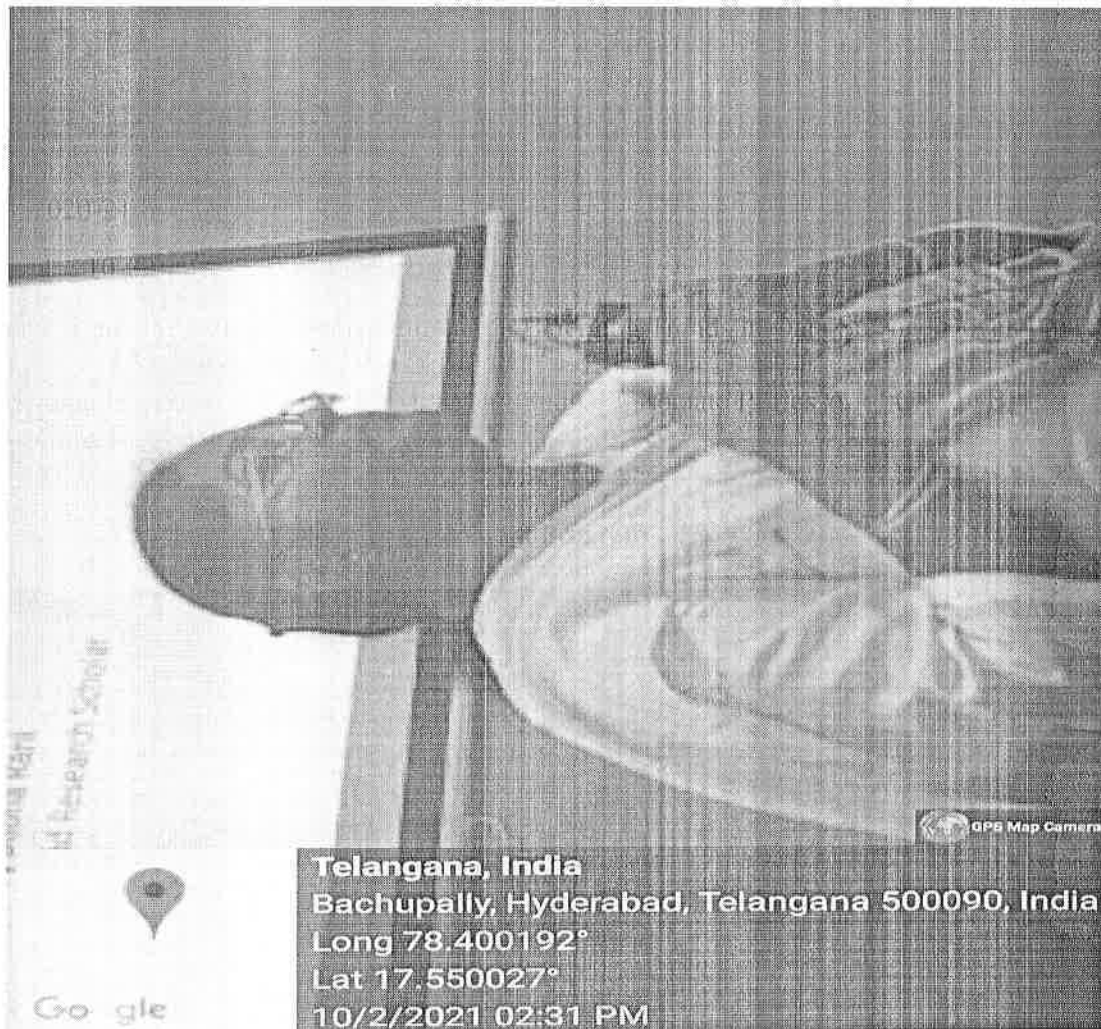 Research Scholar
GPS Map Camera
Telangana, India
Bachupally, Hyderabad, Telangana 500090, India
Long 78.400192°
Lat 17.550027°
10/2/2021 02:31 PM
Google